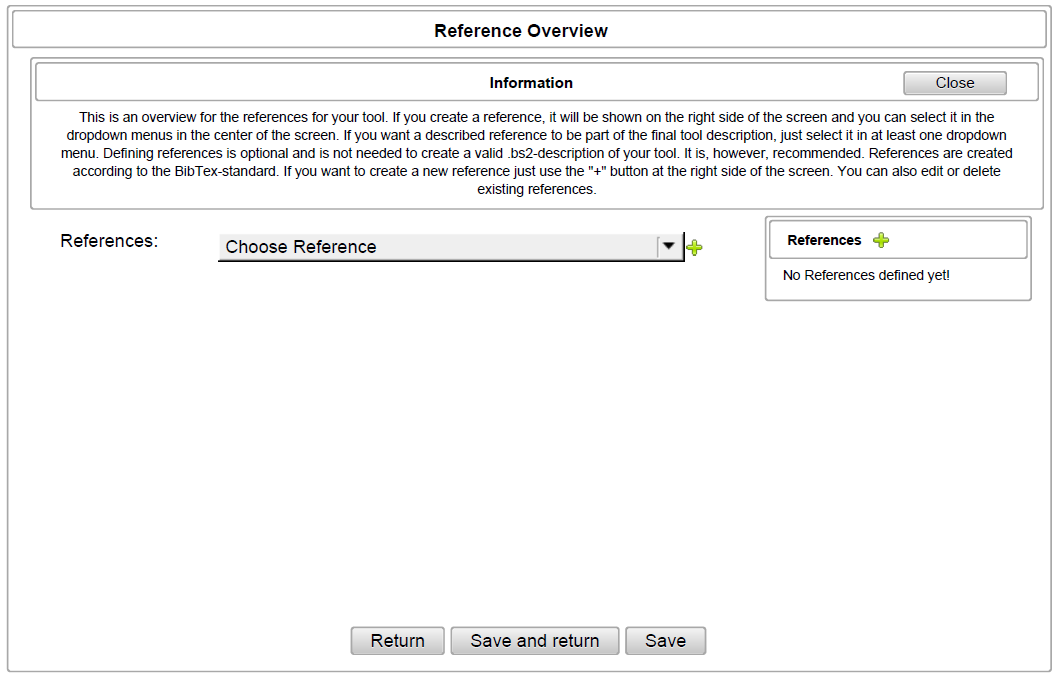 Reference Overview
Information
Close
This is an overview for the references for your tool. If you create a reference, it will be shown on the right side of the screen and you can select it in the
dropdown menus in the center of the screen. If you want a described reference to be part of the final tool description, just select it in at least one dropdown
menu. Defining references is optional and is not needed to create a valid .bs2-description of your tool. It is, however, recommended. References are created
according to the BibTex-standard. If you want to create a new reference just use the "+" button at the right side of the screen. You can also edit or delete
existing references.
References:
Choose Reference
References
No References defined yet!
Return
Save and return
Save